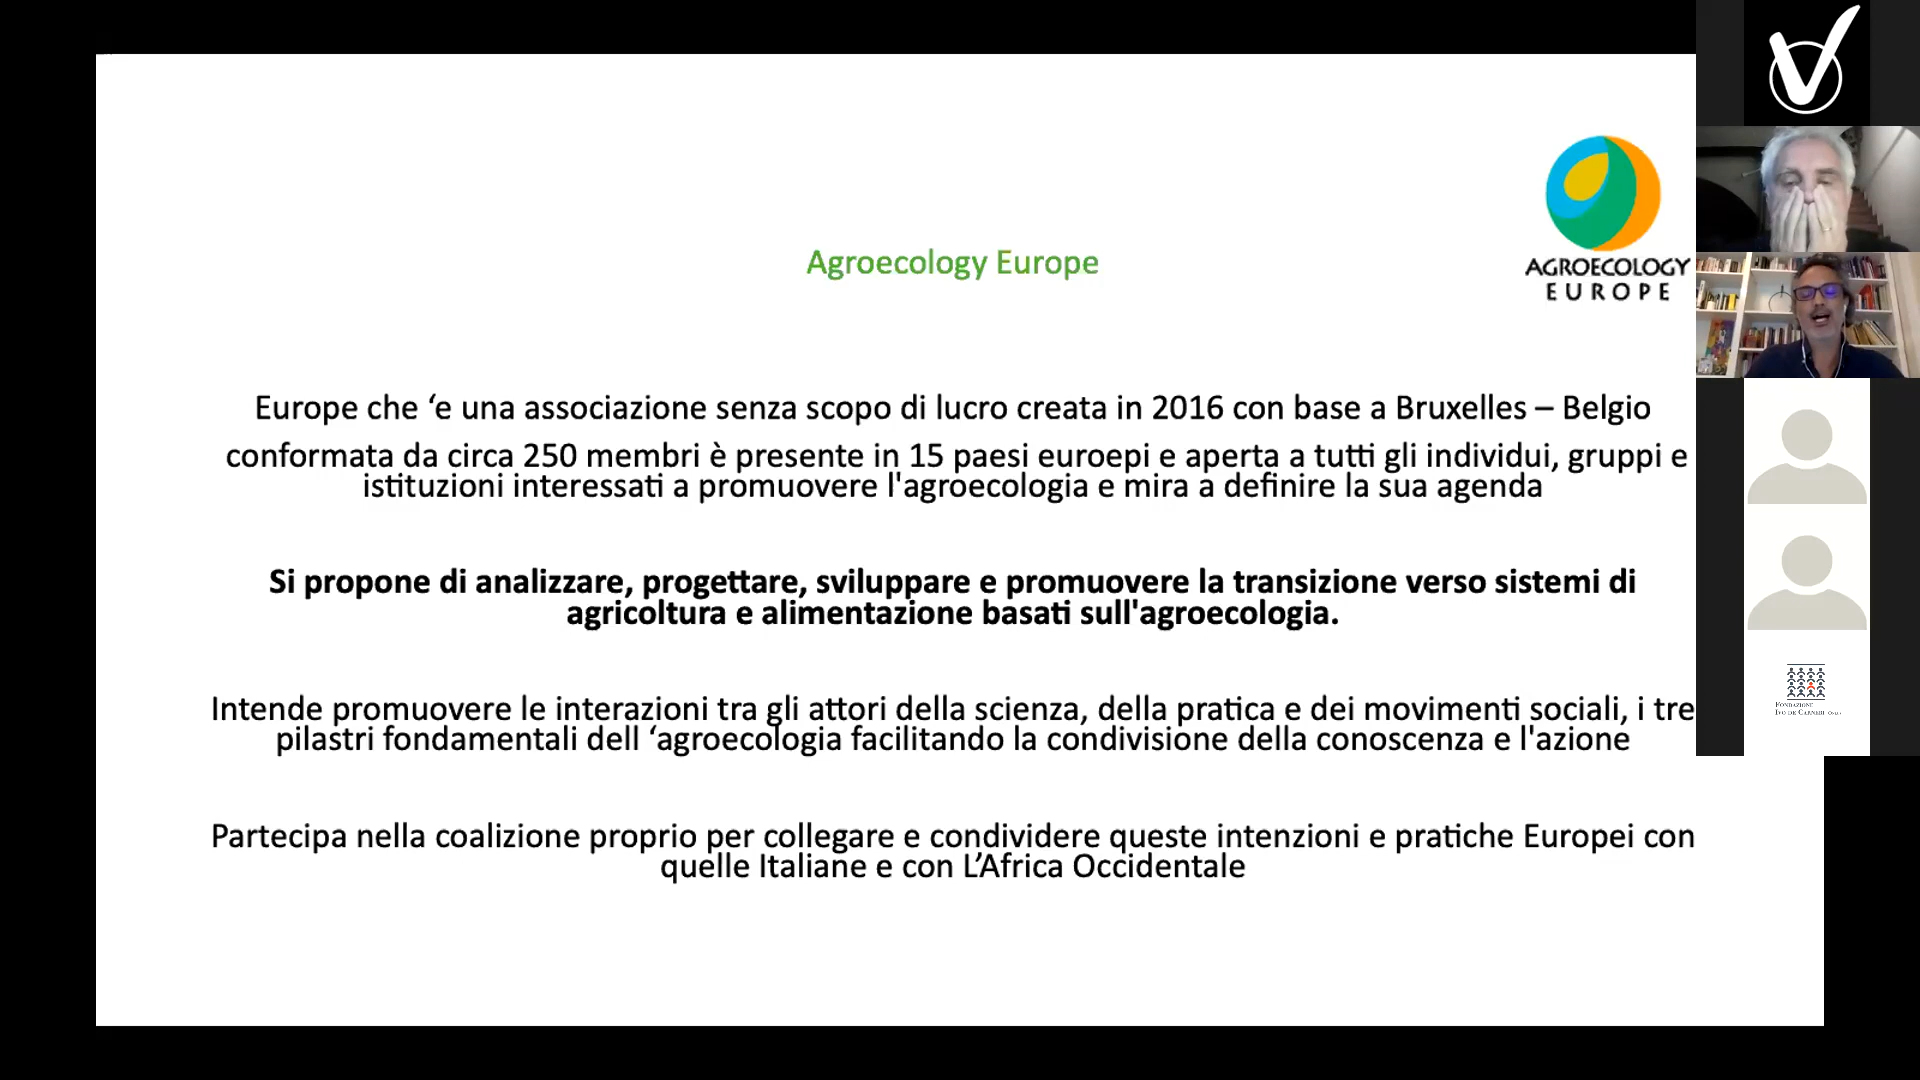 Agroecology Europe
AGROECOLOGY
EUROPE
Europe che ‘e una associazione senza scopo di lucro creata in 2016 con base a Bruxelles – Belgio
conformata da circa 250 membri è presente in 15 paesi euroepi e aperta a tutti gli individui, gruppi e
istituzioni interessati a promuovere l'agroecologia e mira a definire la sua agenda
Si propone di analizzare, progettare, sviluppare e promuovere la transizione verso sistemi di
agricoltura e alimentazione basati sull'agroecologia.
Intende promuovere le interazioni tra gli attori della scienza, della pratica e dei movimenti sociali, i tre
pilastri fondamentali dell ‘agroecologia facilitando la condivisione della conoscenza e l'azione
Partecipa nella coalizione proprio per collegare e condividere queste intenzioni e pratiche Europei con
quelle Italiane e con L’Africa Occidentale
FONDAZIONE
IVO DE CARNERI